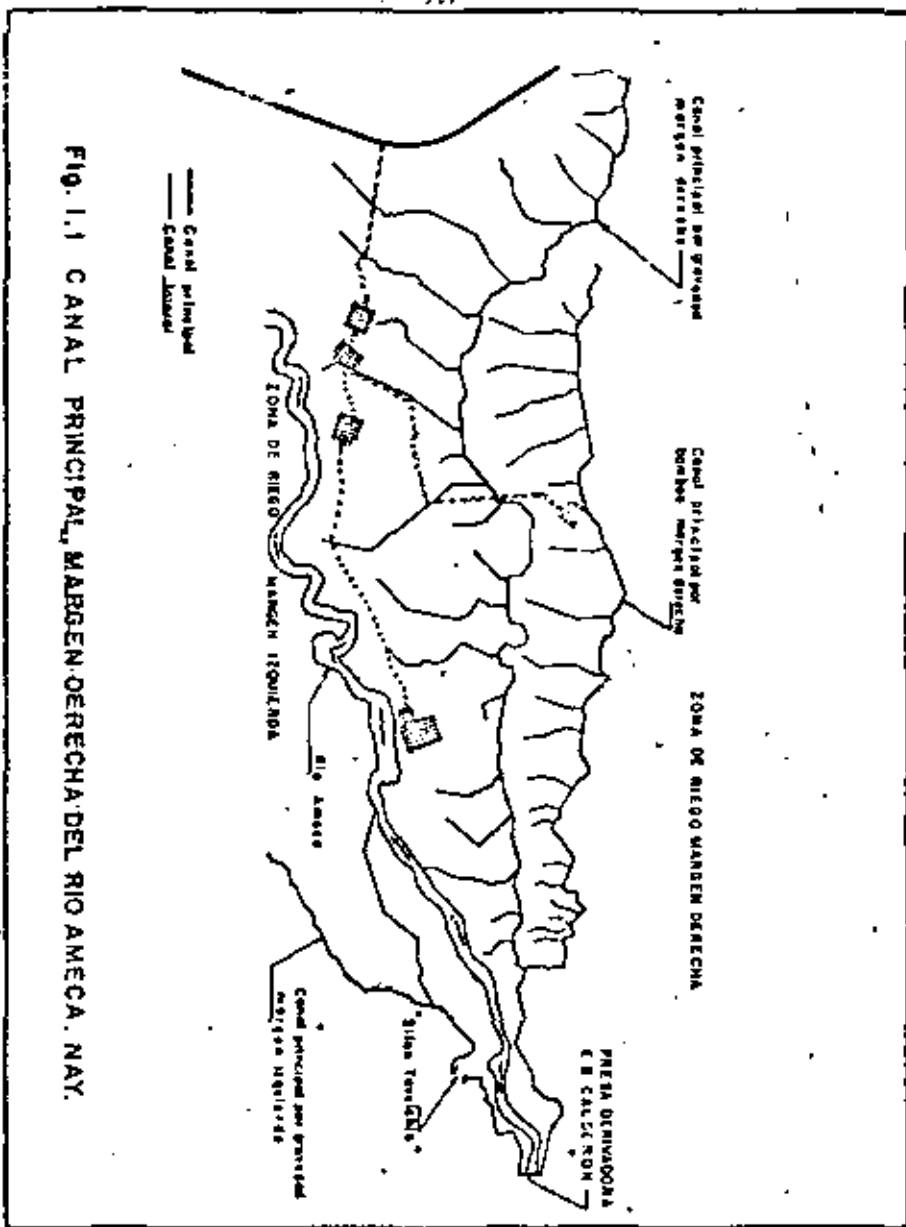 Canal principal por gravedad
margen derecha
Canal principal por
bombeo margen derecha
ZONA DE RIEGO MARGEN DERECHA
PRESA DERIVADORA
CALDERON
ZONA DE RIEGO MARGEN IZQUIERDA
Rio Ameca
Canal principal por gravedad
margen izquierda
Canal principal
Canal
Fig. 1.1 CANAL PRINCIPAL, MARGEN DERECHA DEL RIO AMECA. NAY.